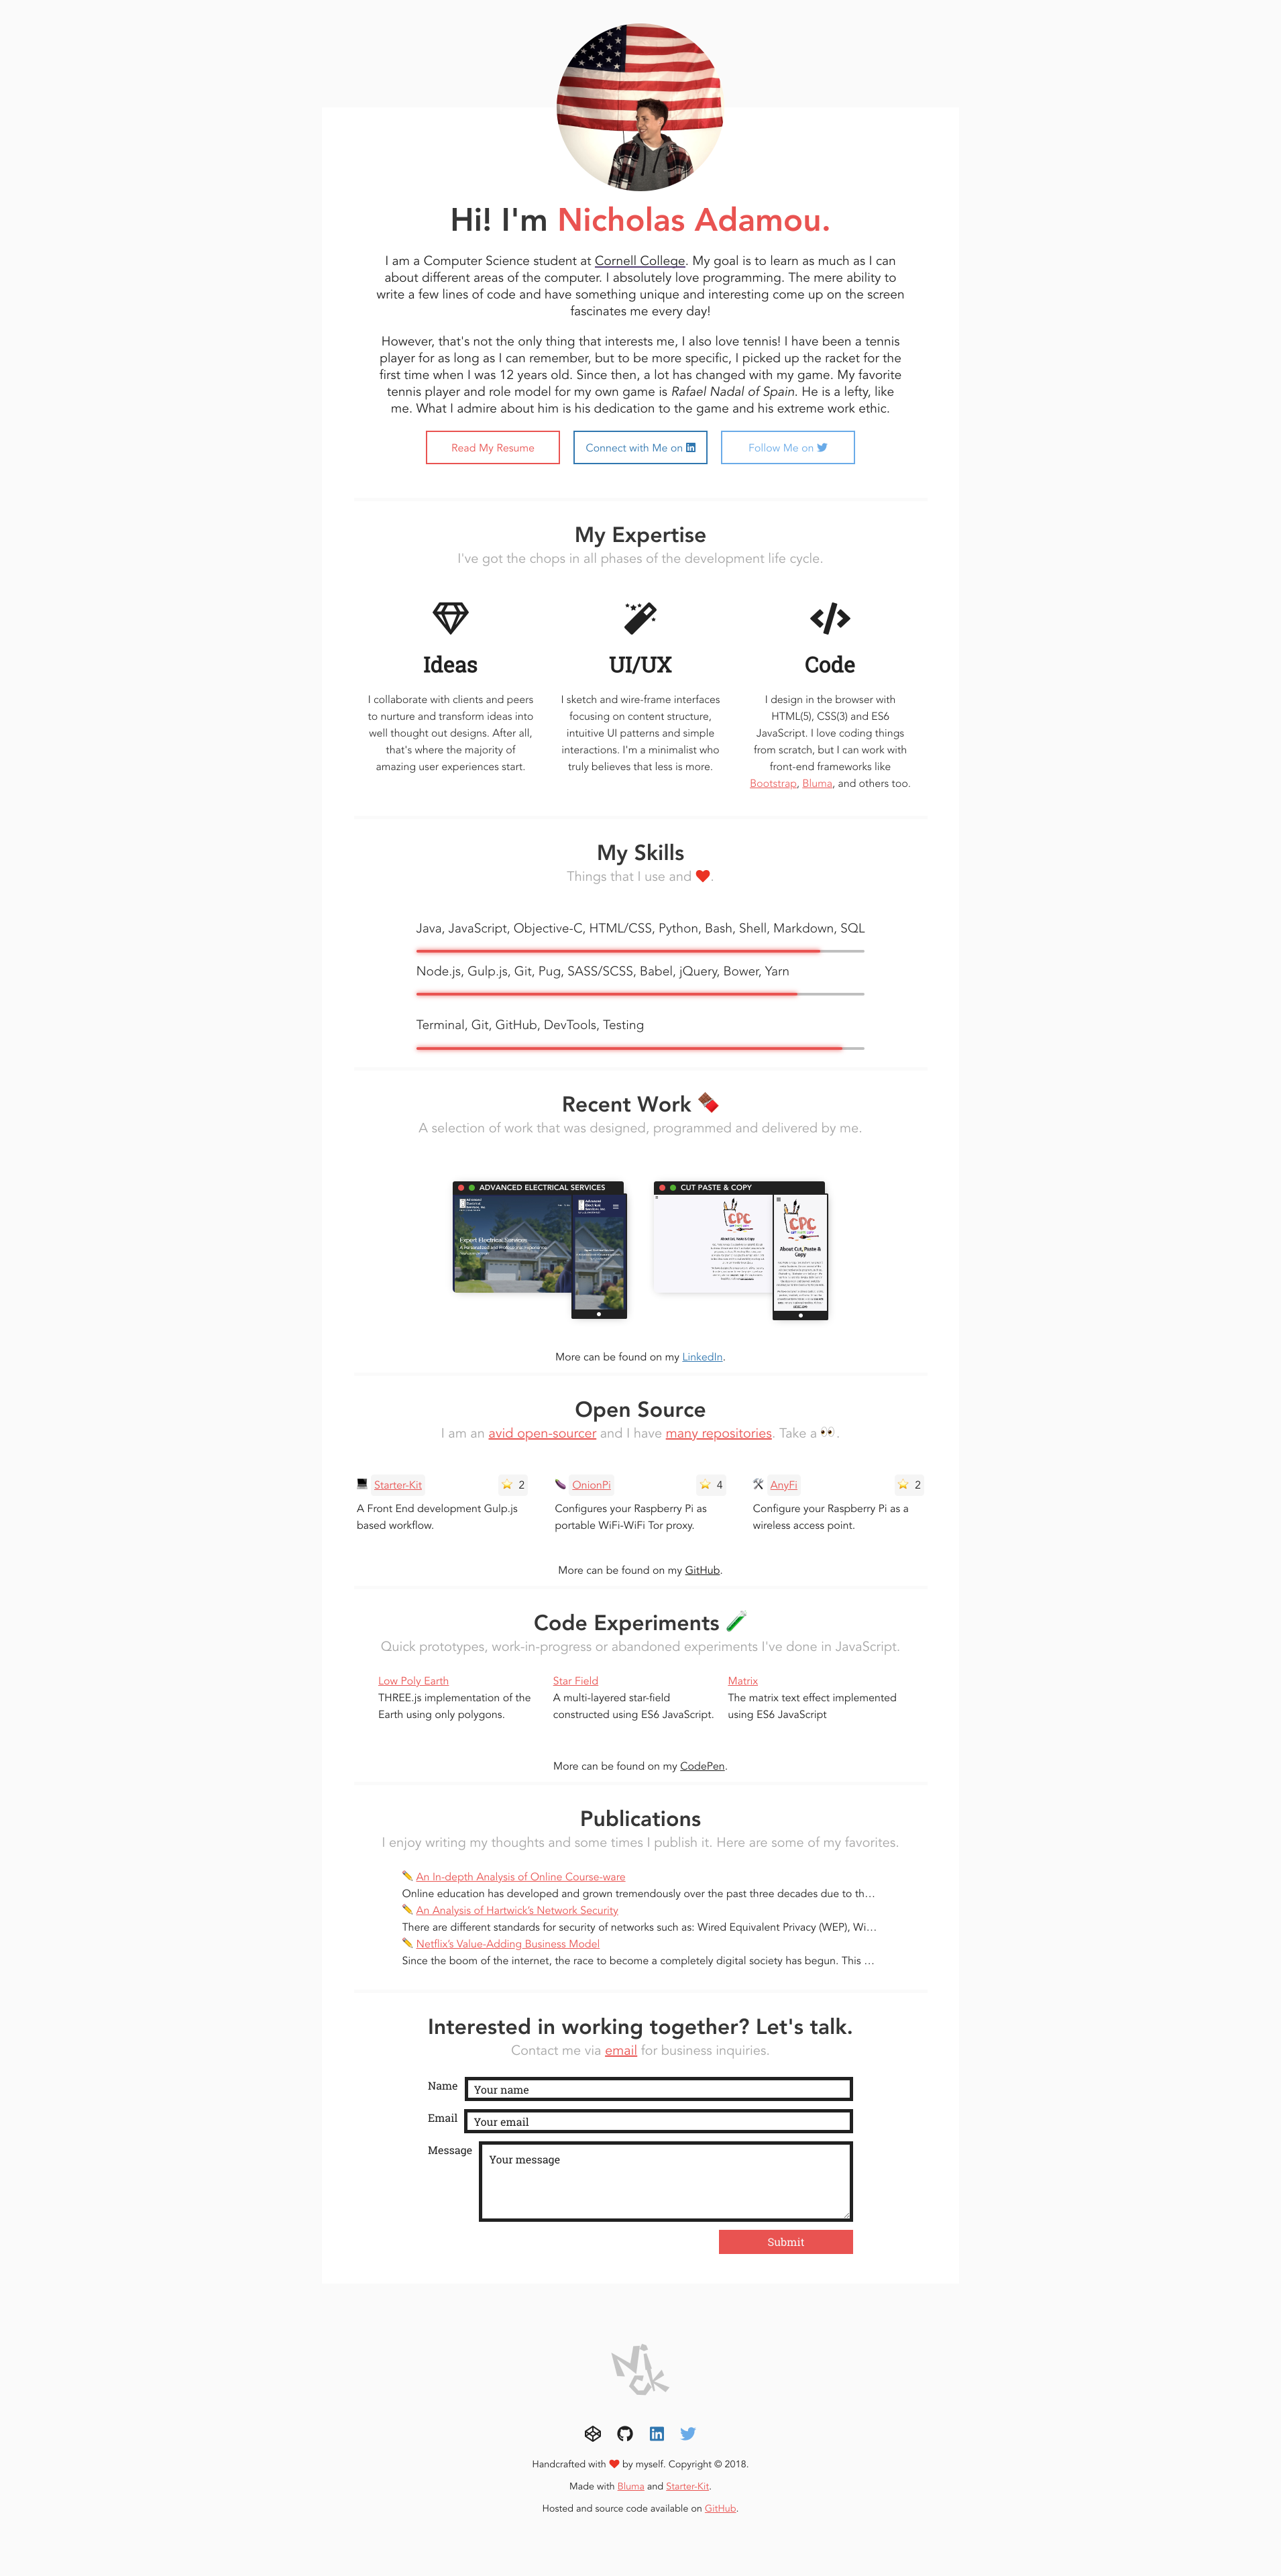 Hi! I'm Nicholas Adamou.
I am a Computer Science student at Cornell College. My goal is to learn as much as I can
about different areas of the computer. I absolutely love programming. The mere ability to
write a few lines of code and have something unique and interesting come up on the screen
fascinates me every day!
However, that's not the only thing that interests me, I also love tennis! I have been a tennis
player for as long as I can remember, but to be more specific, I picked up the racket for the
first time when I was 12 years old. Since then, a lot has changed with my game. My favorite
tennis player and role model for my own game is Rafael Nadal of Spain. He is a lefty, like
me. What I admire about him is his dedication to the game and his extreme work ethic.
Read My Resume
Connect with Me on
Follow Me on
My Expertise
I've got the chops in all phases of the development life cycle.
Ideas
I collaborate with clients and peers
to nurture and transform ideas into
well thought out designs. After all,
that's where the majority of
amazing user experiences start.
UI/UX
I sketch and wire-frame interfaces
focusing on content structure,
intuitive UI patterns and simple
interactions. I'm a minimalist who
truly believes that less is more.
Code
I design in the browser with
HTML(5), CSS(3) and ES6
JavaScript. I love coding things
from scratch, but I can work with
front-end frameworks like
Bootstrap, Bluma, and others too.
My Skills
Things that I use and ❤.
Java, JavaScript, Objective-C, HTML/CSS, Python, Bash, Shell, Markdown, SQL
Node.js, Gulp.js, Git, Pug, SASS/SCSS, Babel, jQuery, Bower, Yarn
Terminal, Git, GitHub, DevTools, Testing
Recent Work 🍫
A selection of work that was designed, programmed and delivered by me.
ADVANCED ELECTRICAL SERVICES
Expert Electrical Services
CUT PASTE & COPY
CPC
About Cut, Paste & Copy
CPC
About Cut, Paste &
Copy
More can be found on my LinkedIn.
Open Source
I am an avid open-sourcer and I have many repositories. Take a 👀.
Starter-Kit
⭐ 2
A Front End development Gulp.js
based workflow.
OnionPi
⭐ 4
Configures your Raspberry Pi as
portable WiFi-WiFi Tor proxy.
AnyFi
⭐ 2
Configure your Raspberry Pi as a
wireless access point.
More can be found on my GitHub.
Code Experiments 🧪
Quick prototypes, work-in-progress or abandoned experiments I've done in JavaScript.
Low Poly Earth
THREE.js implementation of the
Earth using only polygons.
Star Field
A multi-layered star-field
constructed using ES6 JavaScript.
Matrix
The matrix text effect implemented
using ES6 JavaScript
More can be found on my CodePen.
Publications
I enjoy writing my thoughts and some times I publish it. Here are some of my favorites.
✏️ An In-depth Analysis of Online Course-ware
Online education has developed and grown tremendously over the past three decades due to th…
✏️ An Analysis of Hartwick's Network Security
There are different standards for security of networks such as: Wired Equivalent Privacy (WEP), Wi…
✏️ Netflix's Value-Adding Business Model
Since the boom of the internet, the race to become a completely digital society has begun. This …
Interested in working together? Let's talk.
Contact me via email for business inquiries.
Name
Your name
Email
Your email
Message
Your message
Submit
Nick
Handcrafted with ❤ by myself. Copyright © 2018.
Made with Bluma and Starter-Kit.
Hosted and source code available on GitHub.